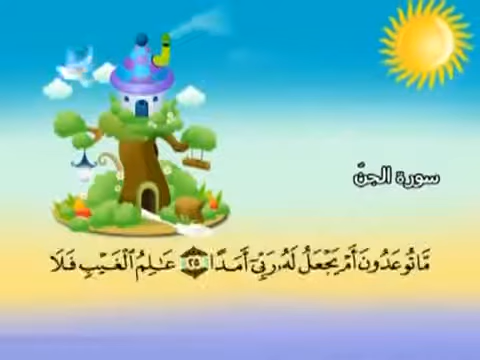 سورة الجنّ
مَّا تُوعَدُونَ أَمْ يَجْعَلُ لَهُۥ رَبِّىٓ أَمَدًا ۝٢٥ عَـٰلِمُ ٱلْغَيْبِ فَلَا